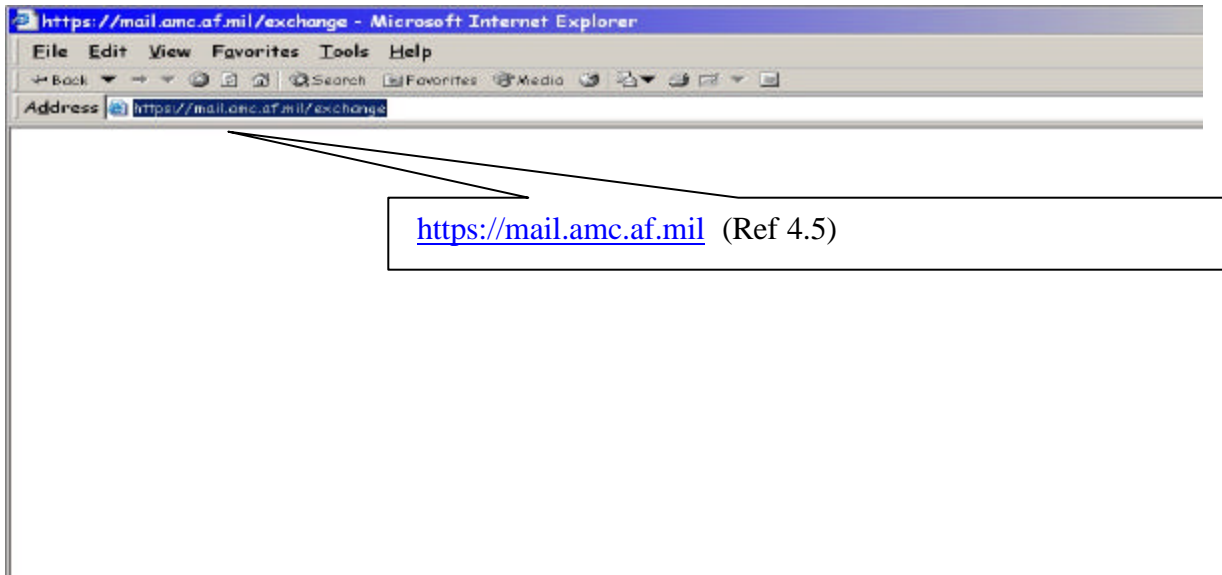 https://mail.amc.af.mil/exchange - Microsoft Internet Explorer
File Edit View Favorites Tools Help
Back Search Favorites Media
Address https://mail.amc.af.mil/exchange
https://mail.amc.af.mil (Ref 4.5)